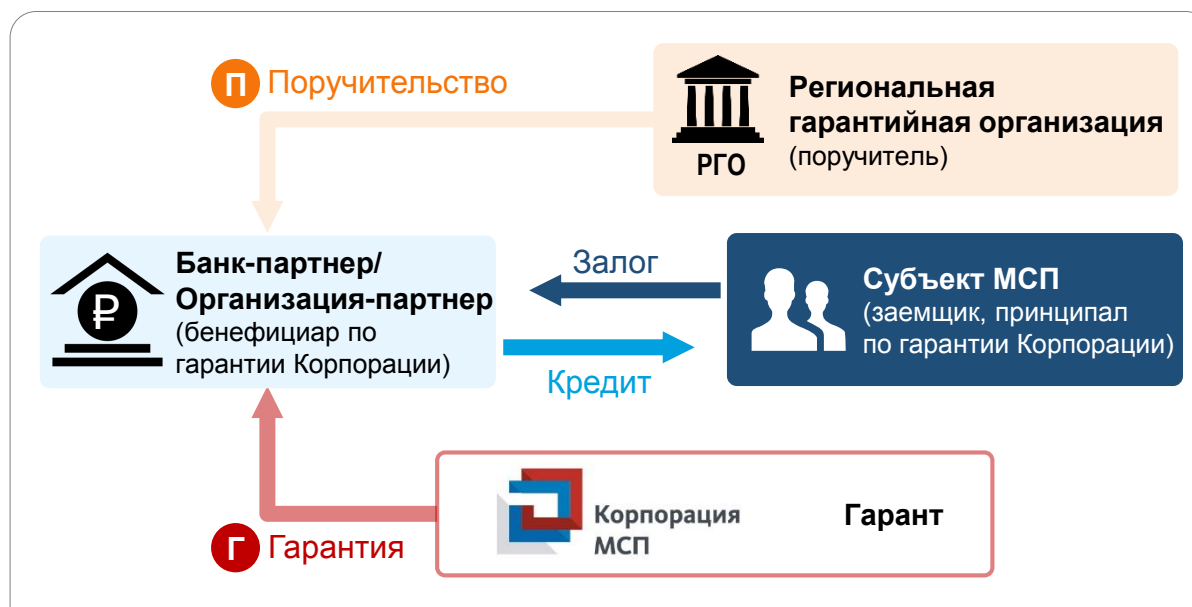 П Поручительство
Региональная
гарантийная организация
(поручитель)
РГО
Банк-партнер/
Организация-партнер
(бенефициар по
гарантии Корпорации)
₽
Залог
Кредит
Субъект МСП
(заемщик, принципал
по гарантии Корпорации)
Корпорация
МСП
Гарант
Г Гарантия